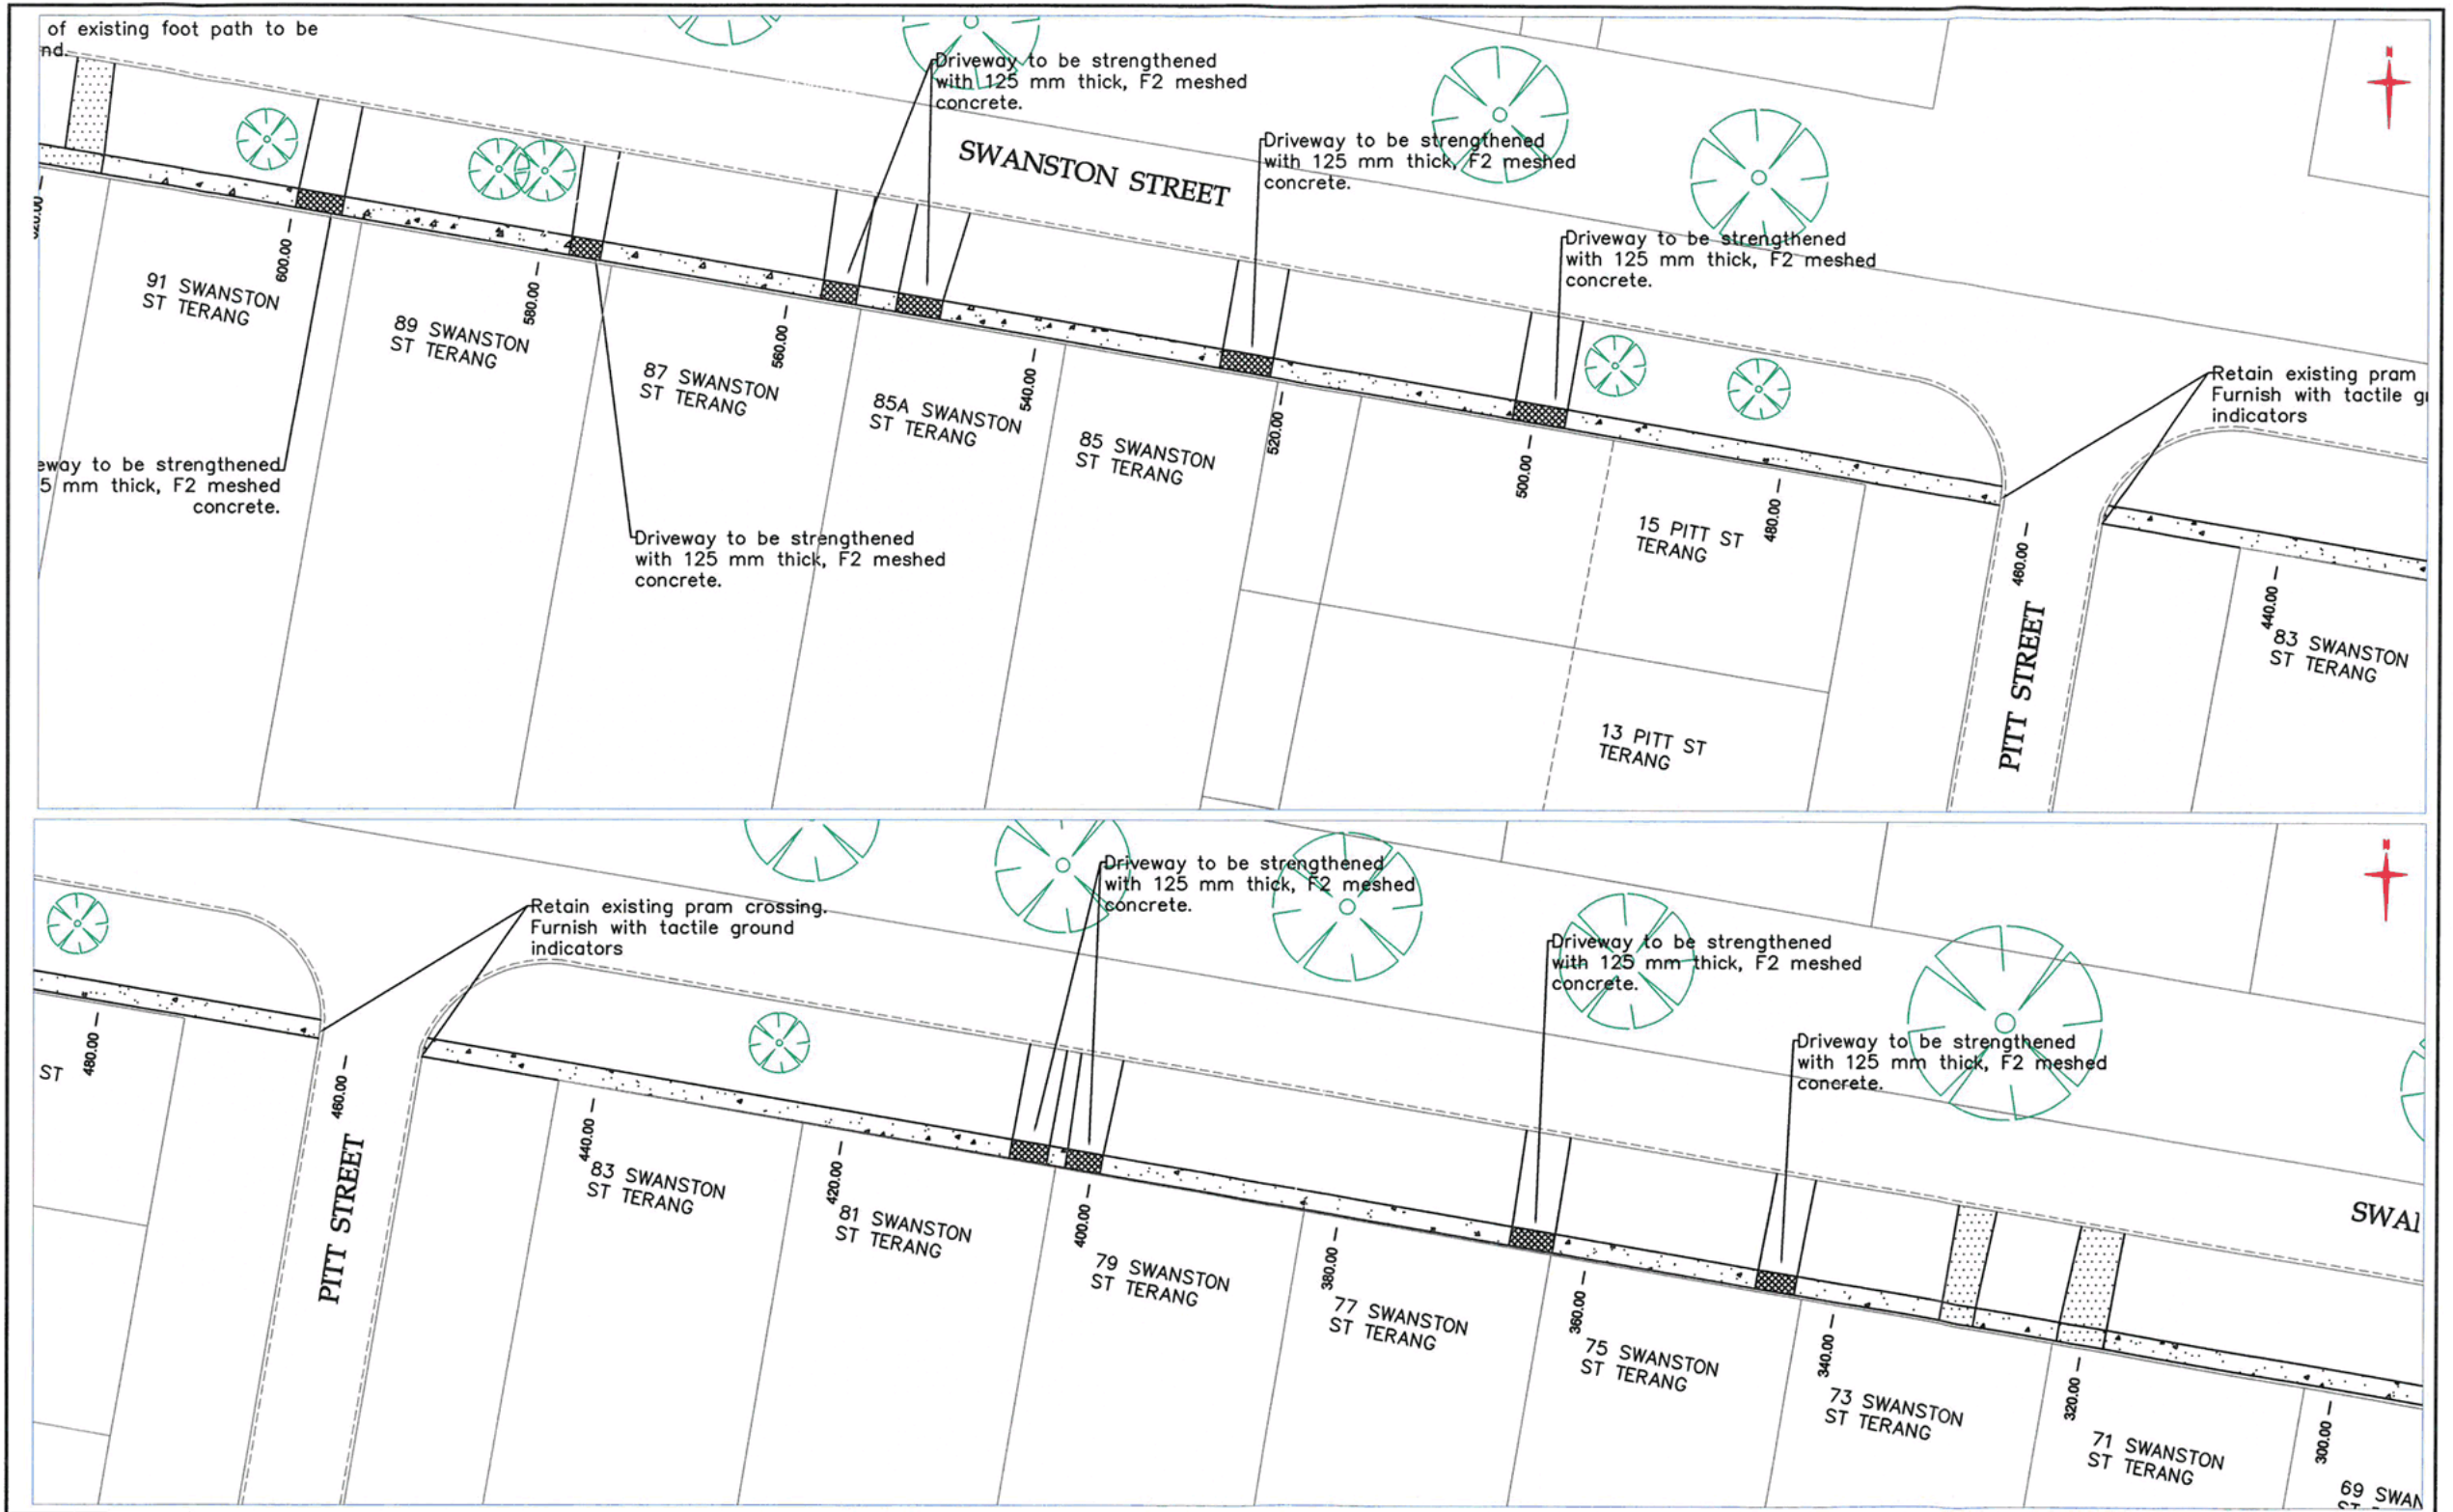 of existing foot path to be
nd.
Driveway to be strengthened
with 125 mm thick, F2 meshed
concrete.
N
SWANSTON STREET
Driveway to be strengthened
with 125 mm thick, F2 meshed
concrete.
Driveway to be strengthened
with 125 mm thick, F2 meshed
concrete.
Retain existing pram
Furnish with tactile
indicators
600.00
580.00
560.00
540.00
520.00
500.00
480.00
460.00
440.00
91 SWANSTON
ST TERANG
89 SWANSTON
ST TERANG
87 SWANSTON
ST TERANG
85A SWANSTON
ST TERANG
85 SWANSTON
ST TERANG
15 PITT ST
TERANG
13 PITT ST
TERANG
PITT STREET
83 SWANSTON
ST TERANG
eway to be strengthened
5 mm thick, F2 meshed
concrete.
Driveway to be strengthened
with 125 mm thick, F2 meshed
concrete.
Retain existing pram crossing.
Furnish with tactile ground
indicators
Driveway to be strengthened
with 125 mm thick, F2 meshed
concrete.
Driveway to be strengthened
with 125 mm thick, F2 meshed
concrete.
Driveway to be strengthened
with 125 mm thick, F2 meshed
concrete.
N
SWA
ST
480.00
460.00
440.00
420.00
400.00
380.00
360.00
340.00
320.00
300.00
PITT STREET
83 SWANSTON
ST TERANG
81 SWANSTON
ST TERANG
79 SWANSTON
ST TERANG
77 SWANSTON
ST TERANG
75 SWANSTON
ST TERANG
73 SWANSTON
ST TERANG
71 SWANSTON
ST TERANG
69 SWAN